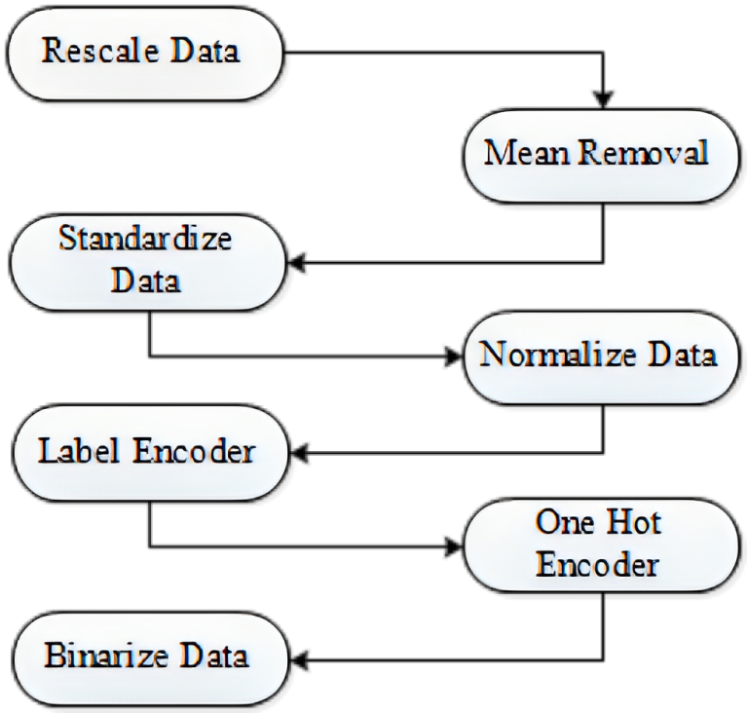 Rescale Data
Mean Removal
Standardize
Data
Normalize Data
Label Encoder
One Hot
Encoder
Binarize Data